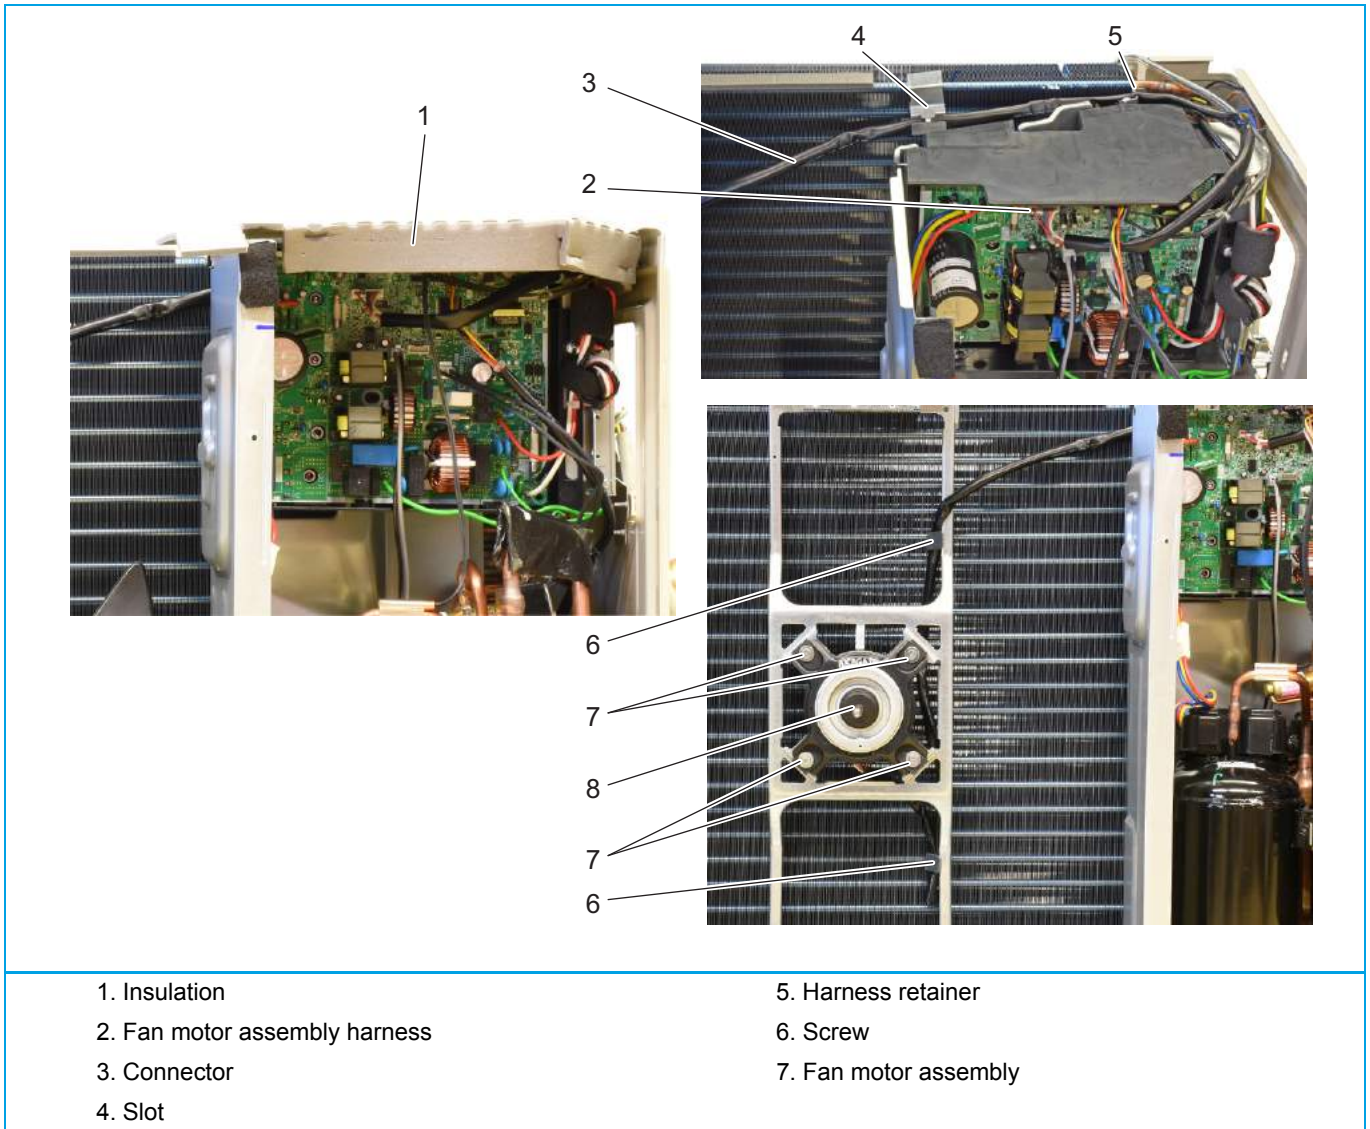 4
5
3
1
2
6
7
8
7
6
1. Insulation
2. Fan motor assembly harness
3. Connector
4. Slot
5. Harness retainer
6. Screw
7. Fan motor assembly